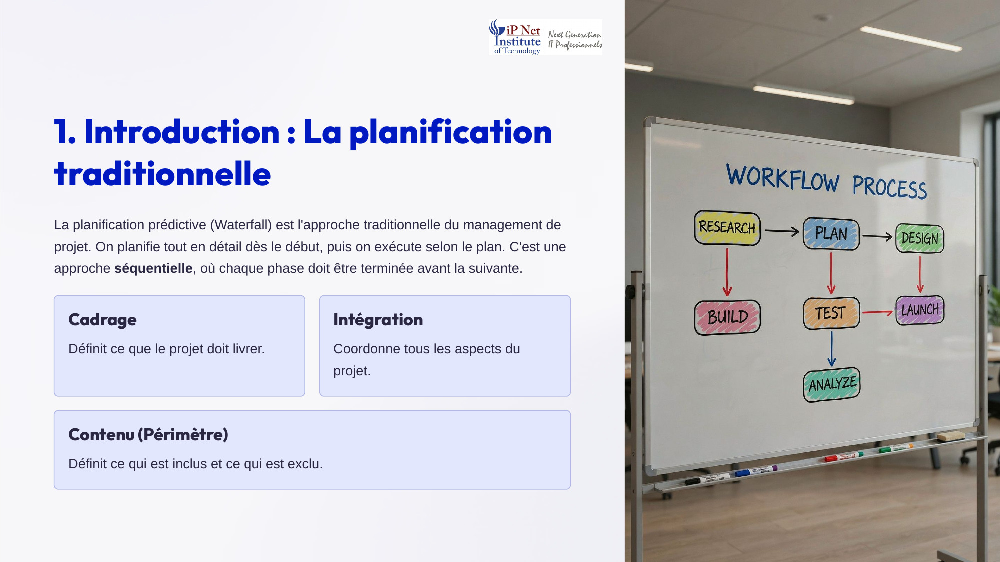 iP Net
Institute
of Technology
Next Generation
IT Professionnels
1. Introduction : La planification
traditionnelle
La planification prédictive (Waterfall) est l'approche traditionnelle du management de
projet. On planifie tout en détail dès le début, puis on exécute selon le plan. C'est une
approche séquentielle, où chaque phase doit être terminée avant la suivante.
Cadrage
Définit ce que le projet doit livrer.
Intégration
Coordonne tous les aspects du
projet.
Contenu (Périmètre)
Définit ce qui est inclus et ce qui est exclu.
WORKFLOW PROCESS
RESEARCH
PLAN
DESIGN
BUILD
TEST
LAUNCH
ANALYZE